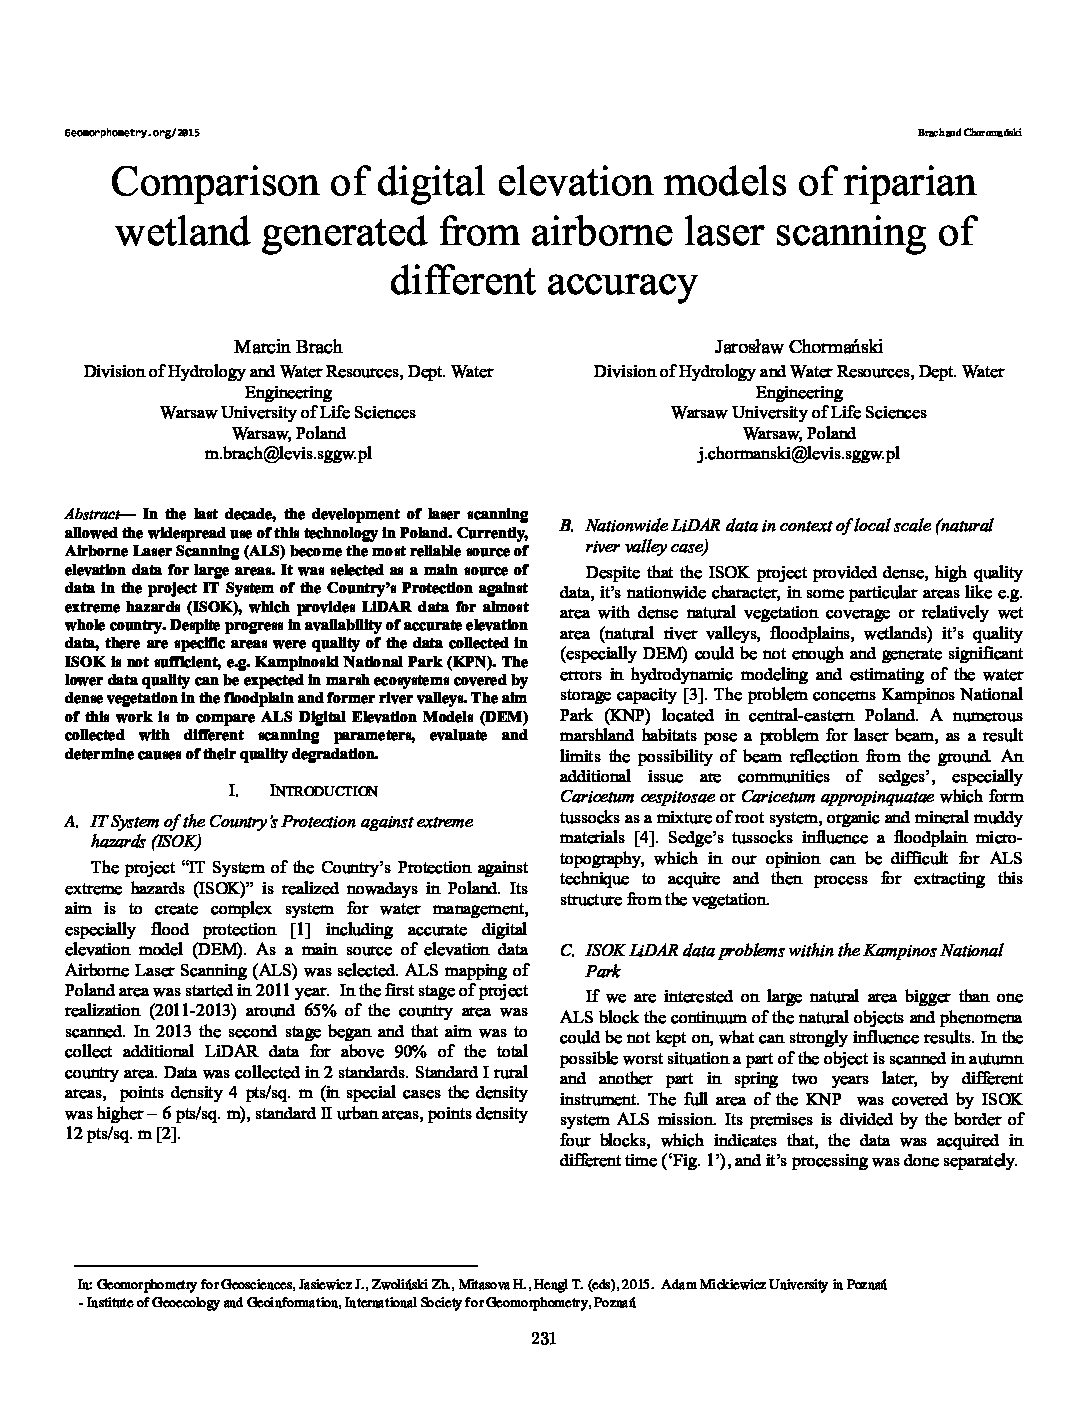 Geomorphometry.org/2015
Brach and Chormański
Comparison of digital elevation models of riparian
wetland generated from airborne laser scanning of
different accuracy
Marcin Brach
Division of Hydrology and Water Resources, Dept. Water
Engineering
Warsaw University of Life Sciences
Warsaw, Poland
m.brach@levis.sggw.pl
Jarosław Chormański
Division of Hydrology and Water Resources, Dept. Water
Engineering
Warsaw University of Life Sciences
Warsaw, Poland
j.chormanski@levis.sggw.pl
Abstract— In the last decade, the development of laser scanning
allowed the widespread use of this technology in Poland. Currently,
Airborne Laser Scanning (ALS) become the most reliable source of
elevation data for large areas. It was selected as a main source of
data in the project IT System of the Country's Protection against
extreme hazards (ISOK), which provides LiDAR data for almost
whole country. Despite progress in availability of accurate elevation
data, there are specific areas were quality of the data collected in
ISOK is not sufficient, e.g. Kampinoski National Park (KPN). The
lower data quality can be expected in marsh ecosystems covered by
dense vegetation in the floodplain and former river valleys. The aim
of this work is to compare ALS Digital Elevation Models (DEM)
collected with different scanning parameters, evaluate and
determine causes of their quality degradation.
I. INTRODUCTION
A. IT System of the Country's Protection against extreme
hazards (ISOK)
The project “IT System of the Country's Protection against
extreme hazards (ISOK)” is realized nowadays in Poland. Its
aim is to create complex system for water management,
especially flood protection [1] including accurate digital
elevation model (DEM). As a main source of elevation data
Airborne Laser Scanning (ALS) was selected. ALS mapping of
Poland area was started in 2011 year. In the first stage of project
realization (2011-2013) around 65% of the country area was
scanned. In 2013 the second stage began and that aim was to
collect additional LiDAR data for above 90% of the total
country area. Data was collected in 2 standards. Standard I rural
areas, points density 4 pts/sq. m (in special cases the density
was higher – 6 pts/sq. m), standard II urban areas, points density
12 pts/sq. m [2].
B. Nationwide LiDAR data in context of local scale (natural
river valley case)
Despite that the ISOK project provided dense, high quality
data, it's nationwide character, in some particular areas like e.g.
area with dense natural vegetation coverage or relatively wet
area (natural river valleys, floodplains, wetlands) it's quality
(especially DEM) could be not enough and generate significant
errors in hydrodynamic modeling and estimating of the water
storage capacity [3]. The problem concerns Kampinos National
Park (KNP) located in central-eastern Poland. A numerous
marshland habitats pose a problem for laser beam, as a result
limits the possibility of beam reflection from the ground. An
additional issue are communities of sedges', especially
Caricetum cespitosae or Caricetum appropinquatae which form
tussocks as a mixture of root system, organic and mineral muddy
materials [4]. Sedge's tussocks influence a floodplain micro-
topography, which in our opinion can be difficult for ALS
technique to acquire and then process for extracting this
structure from the vegetation.
C. ISOK LiDAR data problems within the Kampinos National
Park
If we are interested on large natural area bigger than one
ALS block the continuum of the natural objects and phenomena
could be not kept on, what can strongly influence results. In the
possible worst situation a part of the object is scanned in autumn
and another part in spring two years later, by different
instrument. The full area of the KNP was covered by ISOK
system ALS mission. Its premises is divided by the border of
four blocks, which indicates that, the data was acquired in
different time (‘Fig. 1’), and it's processing was done separately.
In: Geomorphometry for Geosciences, Jasiewicz J., Zwoliński Zb., Mitasova H., Hengl T. (eds), 2015. Adam Mickiewicz University in Poznań
- Institute of Geoecology and Geoinformation, International Society for Geomorphometry, Poznań
231